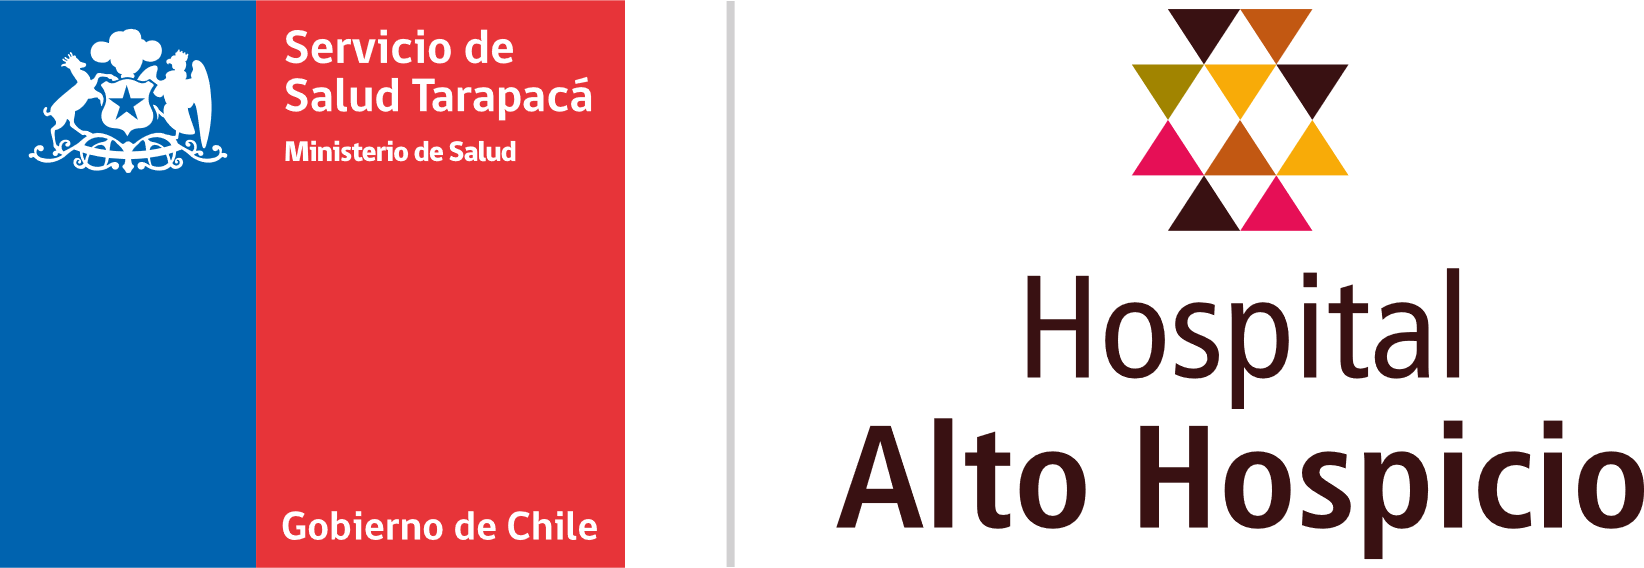 Servicio de
Salud Tarapacá
Ministerio de Salud
Gobierno de Chile
Hospital
Alto Hospicio